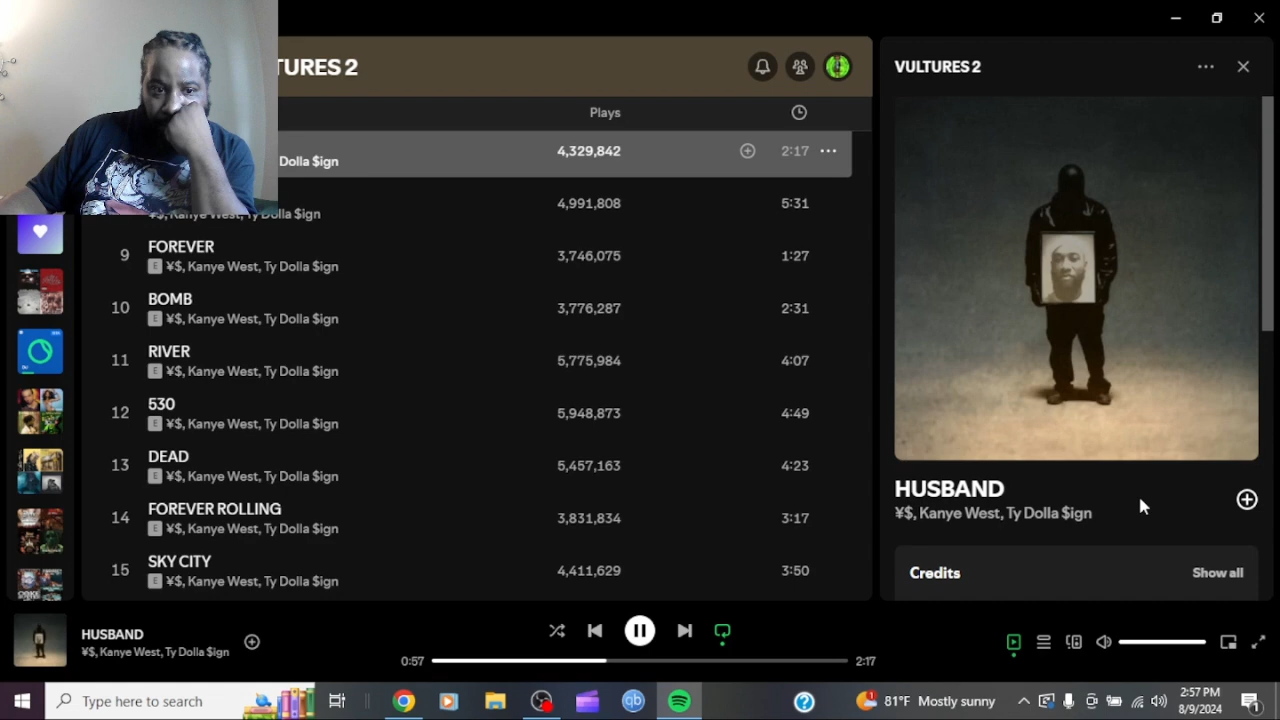 TURES 2
VULTURES 2
Plays
Dolla $ign
4,329,842
2:17
¥$, Kanye West, Ty Dolla $ign
4,991,808
5:31
9
FOREVER
E ¥$, Kanye West, Ty Dolla $ign
3,746,075
1:27
10
BOMB
E ¥$, Kanye West, Ty Dolla $ign
3,776,287
2:31
11
RIVER
E ¥$, Kanye West, Ty Dolla $ign
5,775,984
4:07
12
530
E ¥$, Kanye West, Ty Dolla $ign
5,948,873
4:49
13
DEAD
E ¥$, Kanye West, Ty Dolla $ign
5,457,163
4:23
14
FOREVER ROLLING
E ¥$, Kanye West, Ty Dolla $ign
3,831,834
3:17
15
SKY CITY
E ¥$, Kanye West, Ty Dolla $ign
4,411,629
3:50
HUSBAND
¥$, Kanye West, Ty Dolla $ign
Credits
Show all
HUSBAND
¥$, Kanye West, Ty Dolla $ign
0:57
2:17
Type here to search
qb
81°F Mostly sunny
2:57 PM
8/9/2024